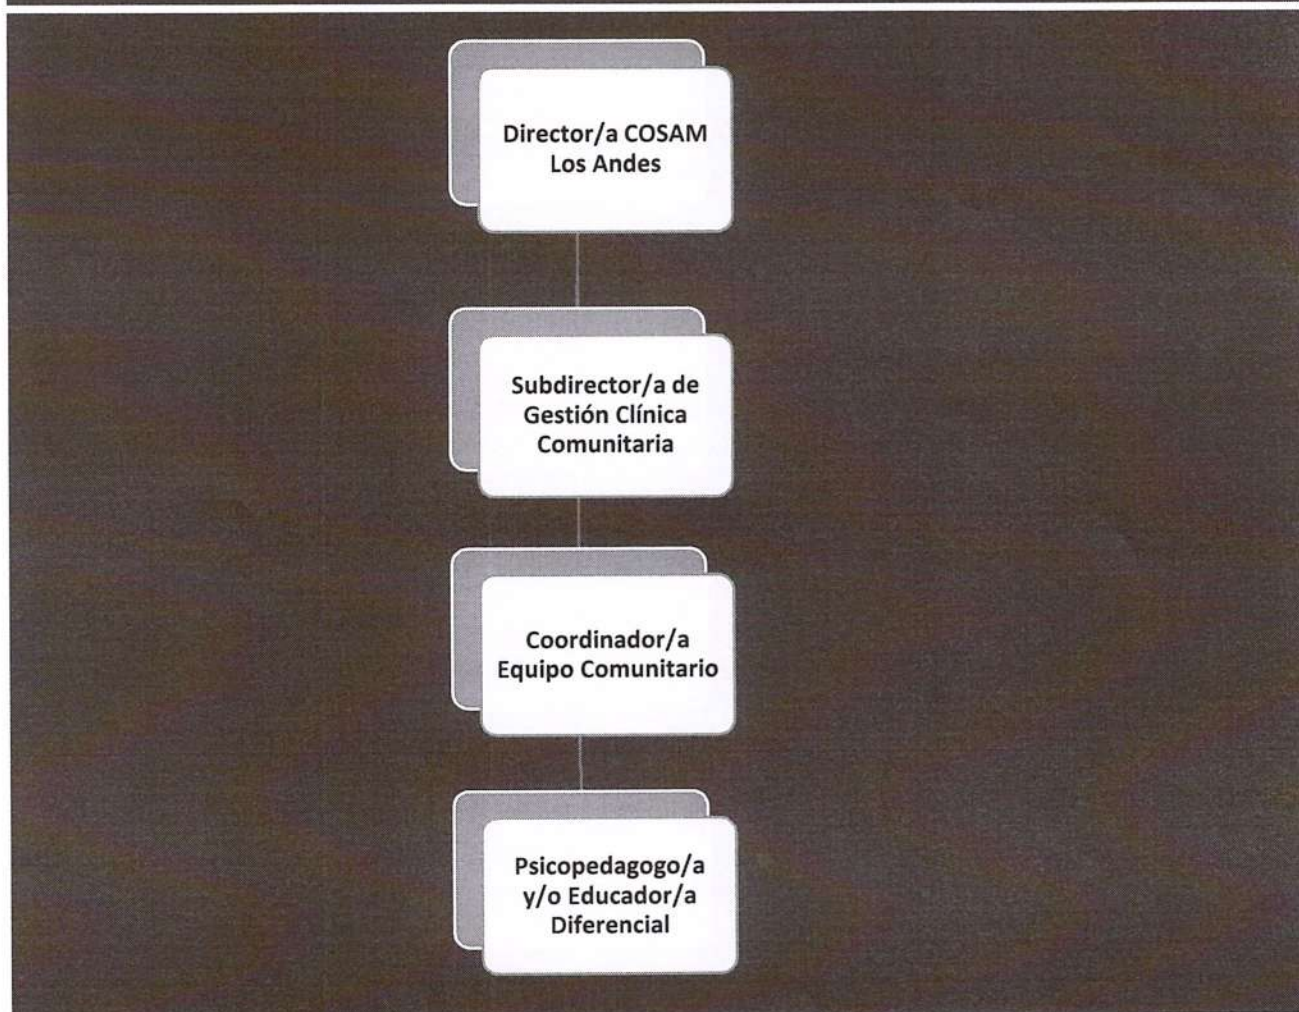 Director/a COSAM
Los Andes
Subdirector/a de
Gestión Clínica
Comunitaria
Coordinador/a
Equipo Comunitario
Psicopedagogo/a
y/o Educador/a
Diferencial